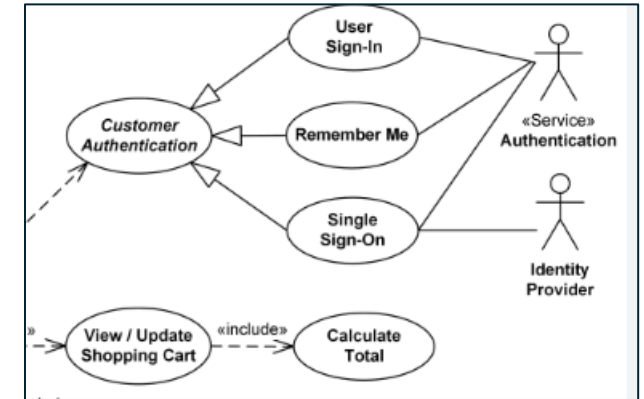 User
Sign-In
Customer
Authentication
Remember Me
«Service»
Authentication
Single
Sign-On
Identity
Provider
»
View / Update
Shopping Cart
«include»
Calculate
Total